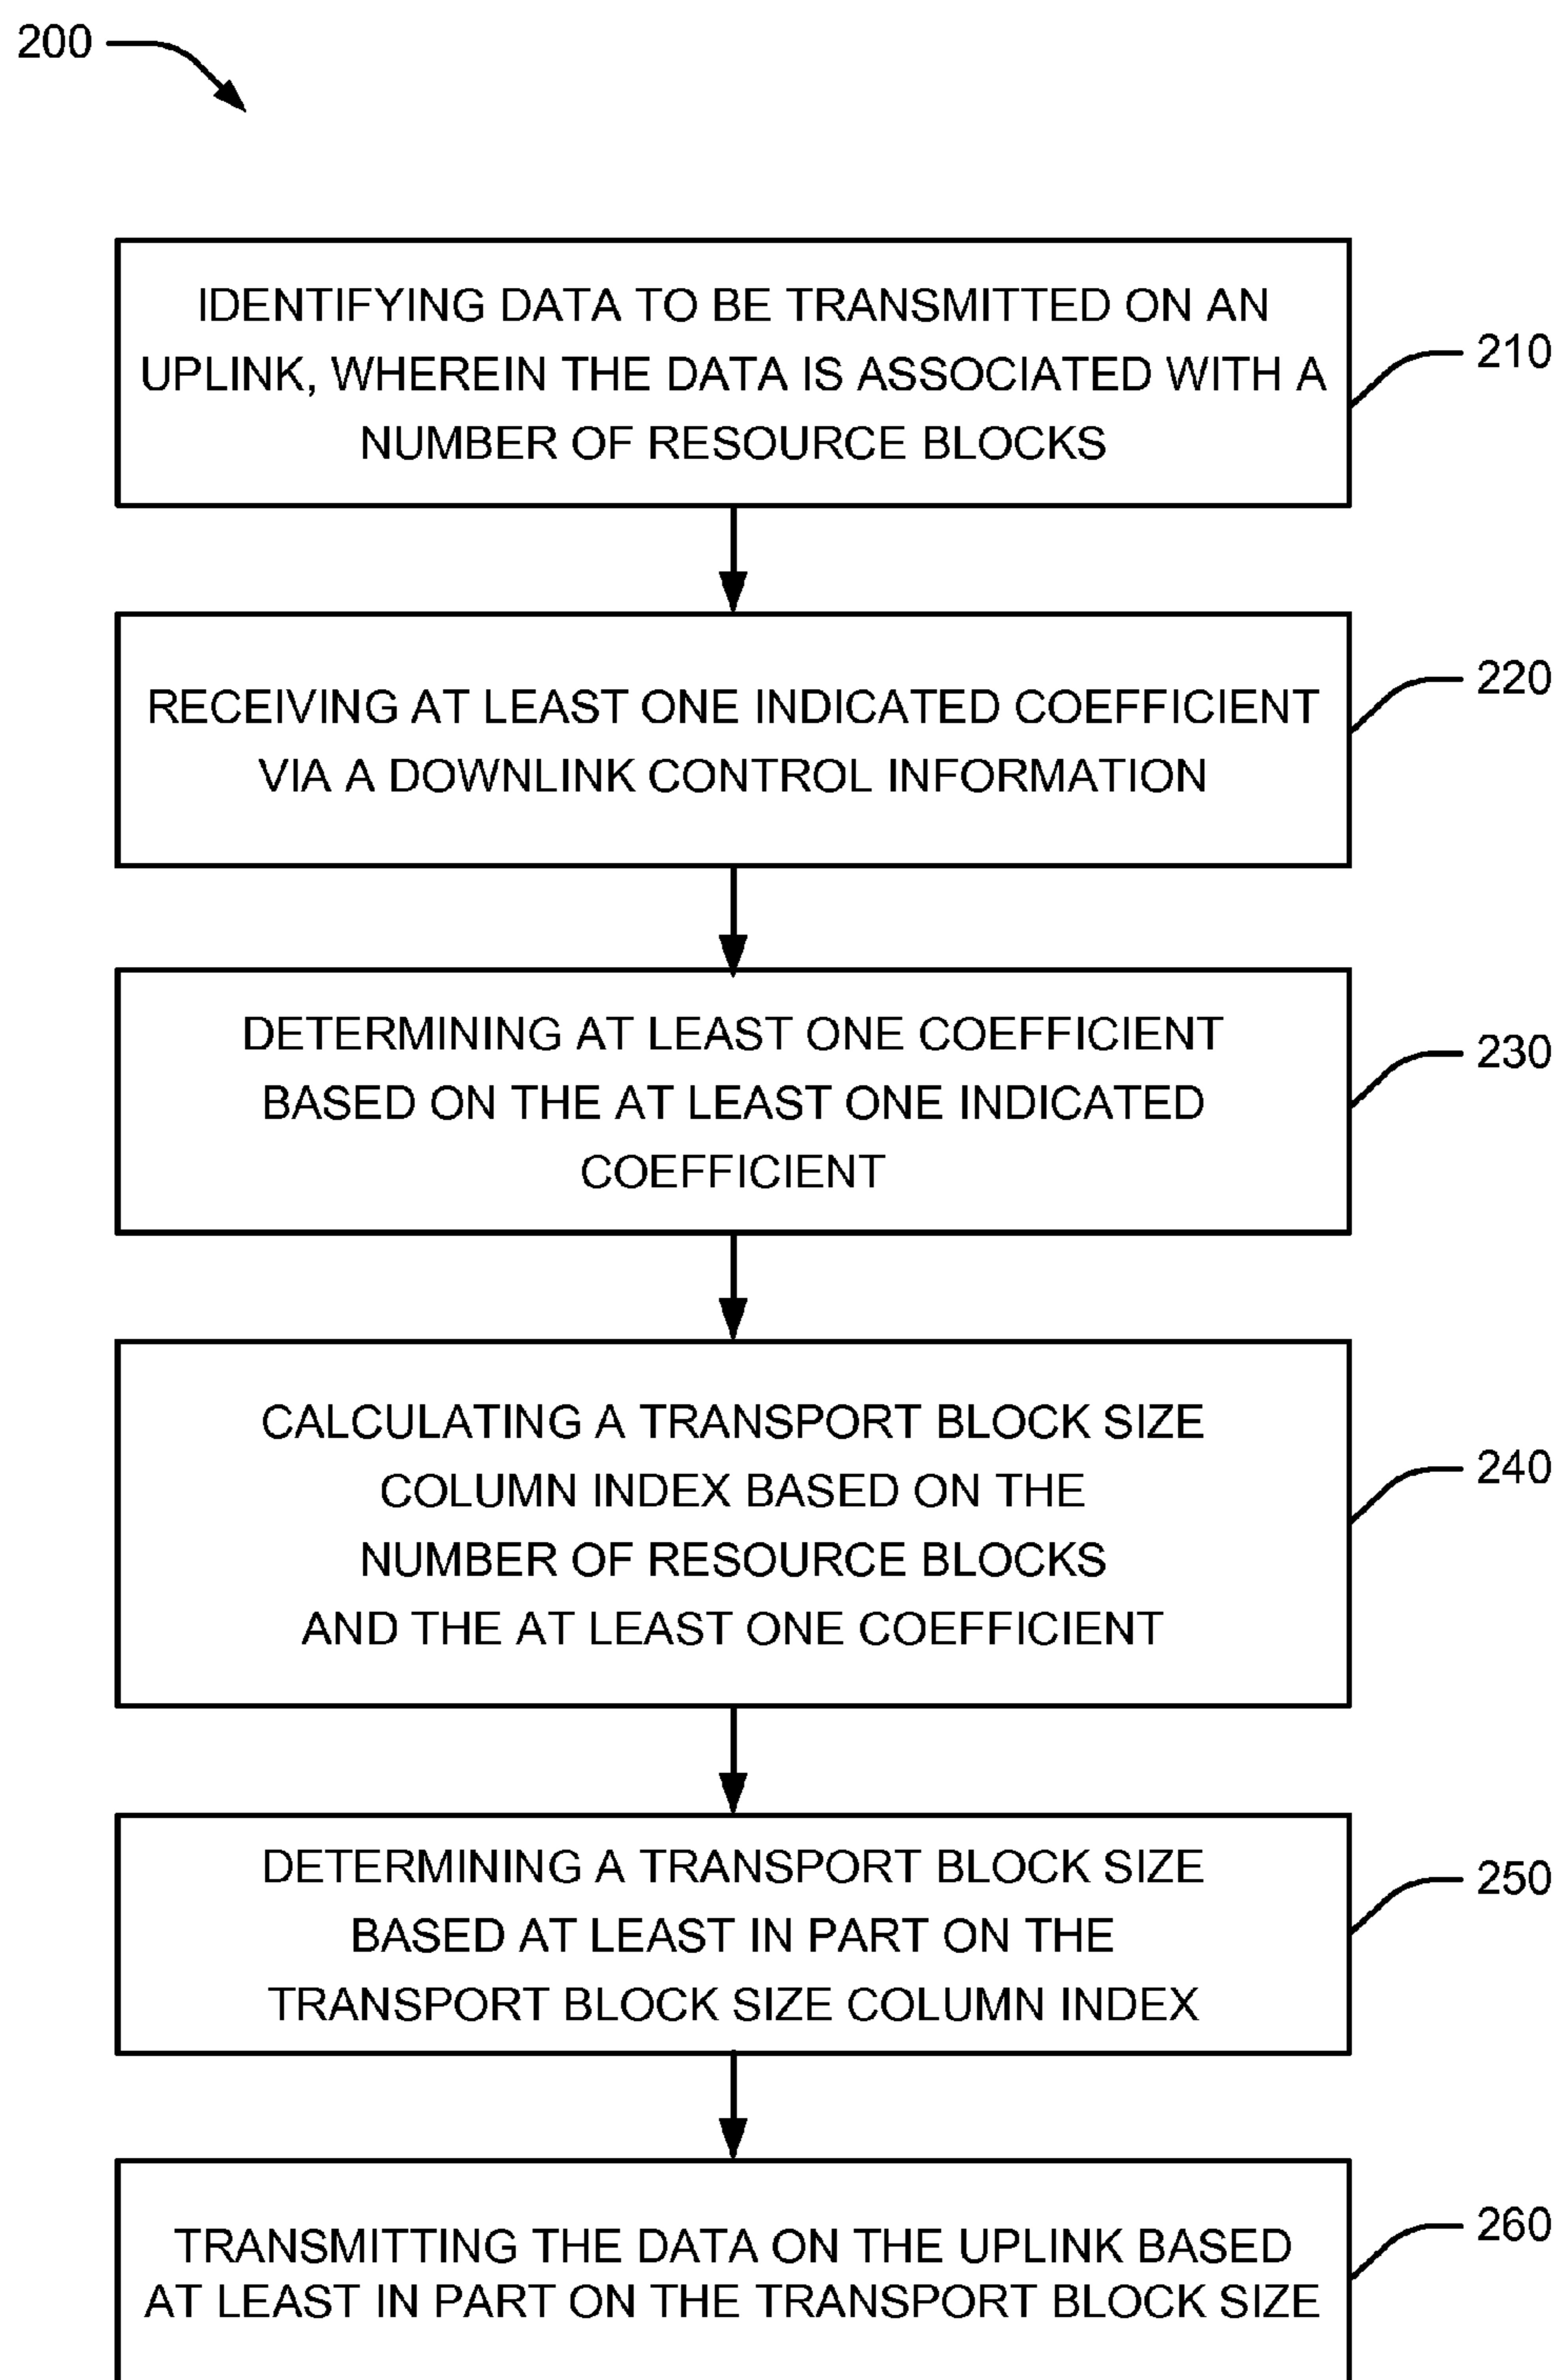 200
IDENTIFYING DATA TO BE TRANSMITTED ON AN
UPLINK, WHEREIN THE DATA IS ASSOCIATED WITH A
NUMBER OF RESOURCE BLOCKS
210
RECEIVING AT LEAST ONE INDICATED COEFFICIENT
VIA A DOWNLINK CONTROL INFORMATION
220
DETERMINING AT LEAST ONE COEFFICIENT
BASED ON THE AT LEAST ONE INDICATED
COEFFICIENT
230
CALCULATING A TRANSPORT BLOCK SIZE
COLUMN INDEX BASED ON THE
NUMBER OF RESOURCE BLOCKS
AND THE AT LEAST ONE COEFFICIENT
240
DETERMINING A TRANSPORT BLOCK SIZE
BASED AT LEAST IN PART ON THE
TRANSPORT BLOCK SIZE COLUMN INDEX
250
TRANSMITTING THE DATA ON THE UPLINK BASED
AT LEAST IN PART ON THE TRANSPORT BLOCK SIZE
260